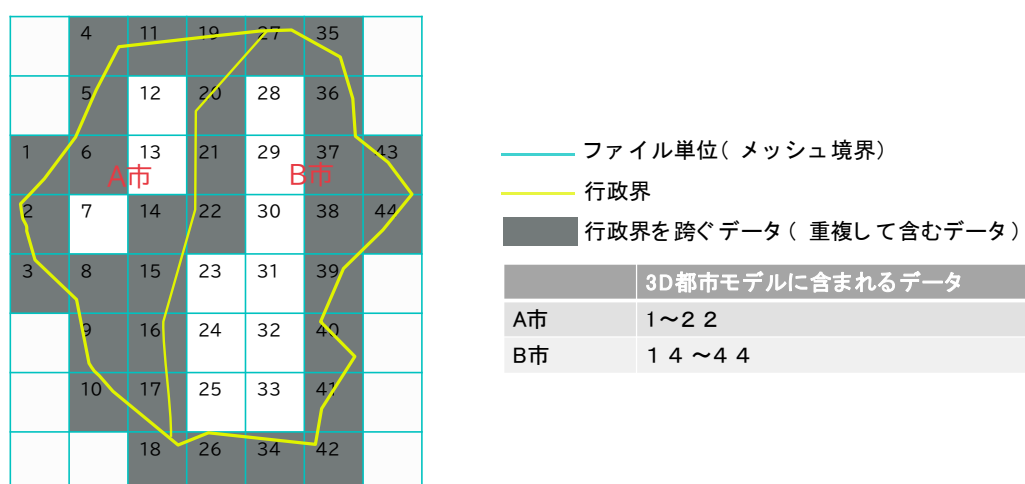 4 11 19 27 35
5 12 20 28 36
1 6 13 21 29 37 43
A市 B市
2 7 14 22 30 38 44
3 8 15 23 31 39
9 16 24 32 40
10 17 25 33 41
18 26 34 42
ファイル単位(メッシュ境界)
行政界
行政界を跨ぐデータ(重複して含むデータ)
3D都市モデルに含まれるデータ
A市 1～22
B市 14～44